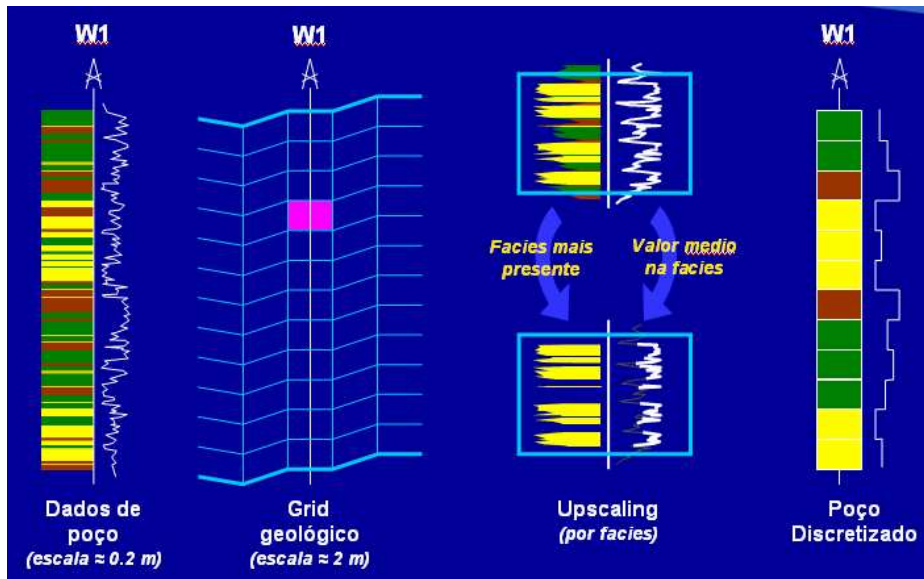 W1
W1
W1
Facies mais
presente
Valor medio
na facies
Dados de
poço
(escala ≈ 0.2 m)
Grid
geológico
(escala ≈ 2 m)
Upscaling
(por facies)
Poço
Discretizado